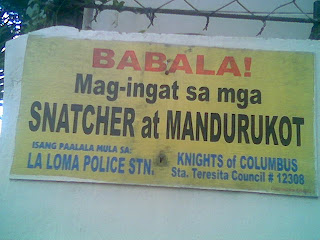 BABALA!
Mag-ingat sa mga
SNATCHER at MANDURUKOT
ISANG PAALALA MULA SA:
LA LOMA POLICE STN.
KNIGHTS of COLUMBUS
Sta. Teresita Council # 12308